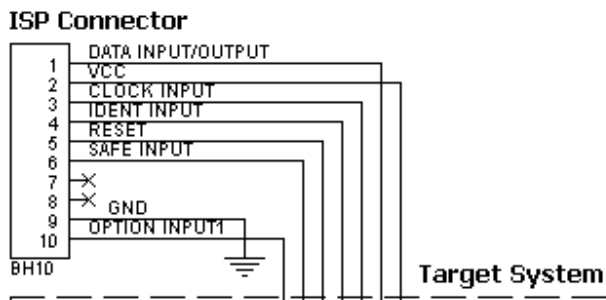 ISP Connector
1 DATA INPUT/OUTPUT
2 VCC
3 CLOCK INPUT
4 IDENT INPUT
5 RESET
6 SAFE INPUT
7
8
9 GND
10 OPTION INPUT1
BH10
Target System